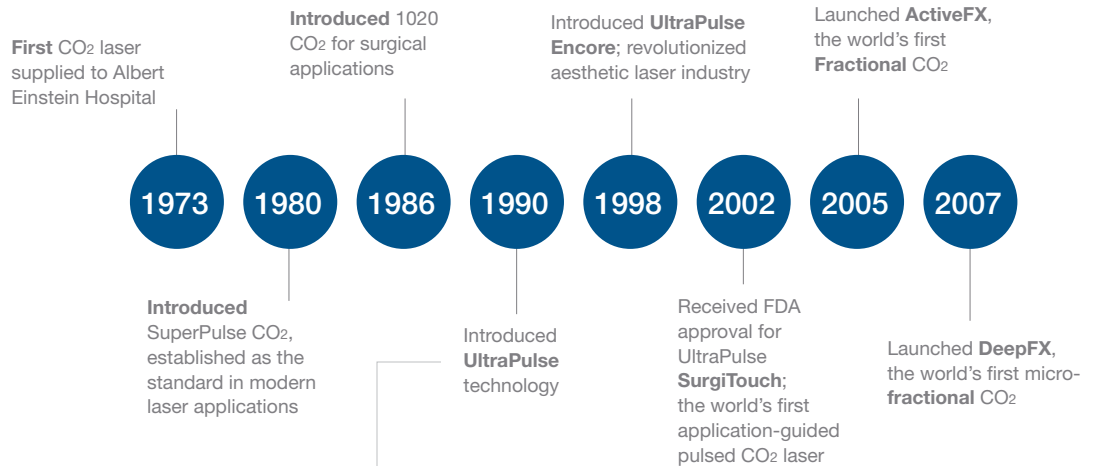 First CO2 laser
supplied to Albert
Einstein Hospital
Introduced 1020
CO2 for surgical
applications
Introduced UltraPulse
Encore; revolutionized
aesthetic laser industry
Launched ActiveFX,
the world's first
Fractional CO2
1973
1980
1986
1990
1998
2002
2005
2007
Introduced
SuperPulse CO2,
established as the
standard in modern
laser applications
Introduced
UltraPulse
technology
Received FDA
approval for
UltraPulse
SurgiTouch;
the world's first
application-guided
pulsed CO2 laser
Launched DeepFX,
the world's first micro-
fractional CO2